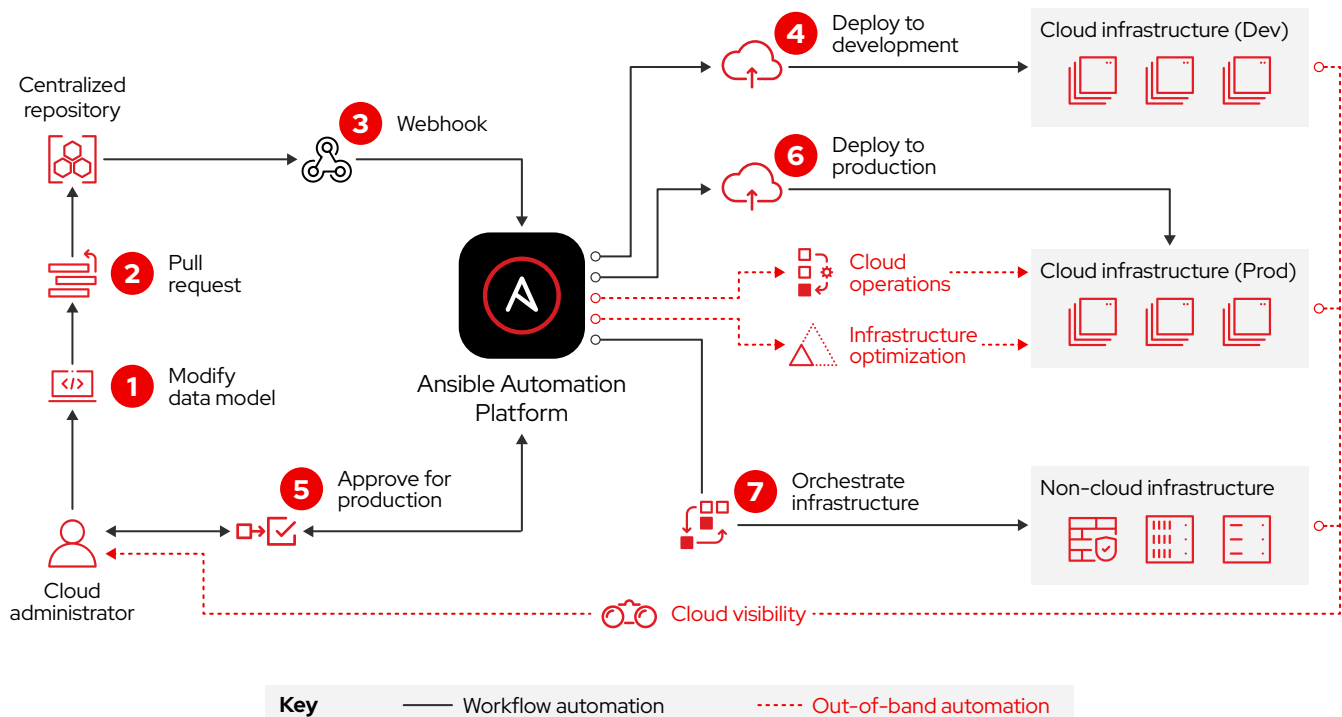 Centralized
repository
3
Webhook
4
Deploy to
development
Cloud infrastructure (Dev)
6
Deploy to
production
2
Pull
request
Cloud
operations
Cloud infrastructure (Prod)
Infrastructure
optimization
</>
1
Modify
data model
Ansible Automation
Platform
5
Approve for
production
7
Orchestrate
infrastructure
Non-cloud infrastructure
Cloud
administrator
Cloud visibility
Key
Workflow automation
Out-of-band automation